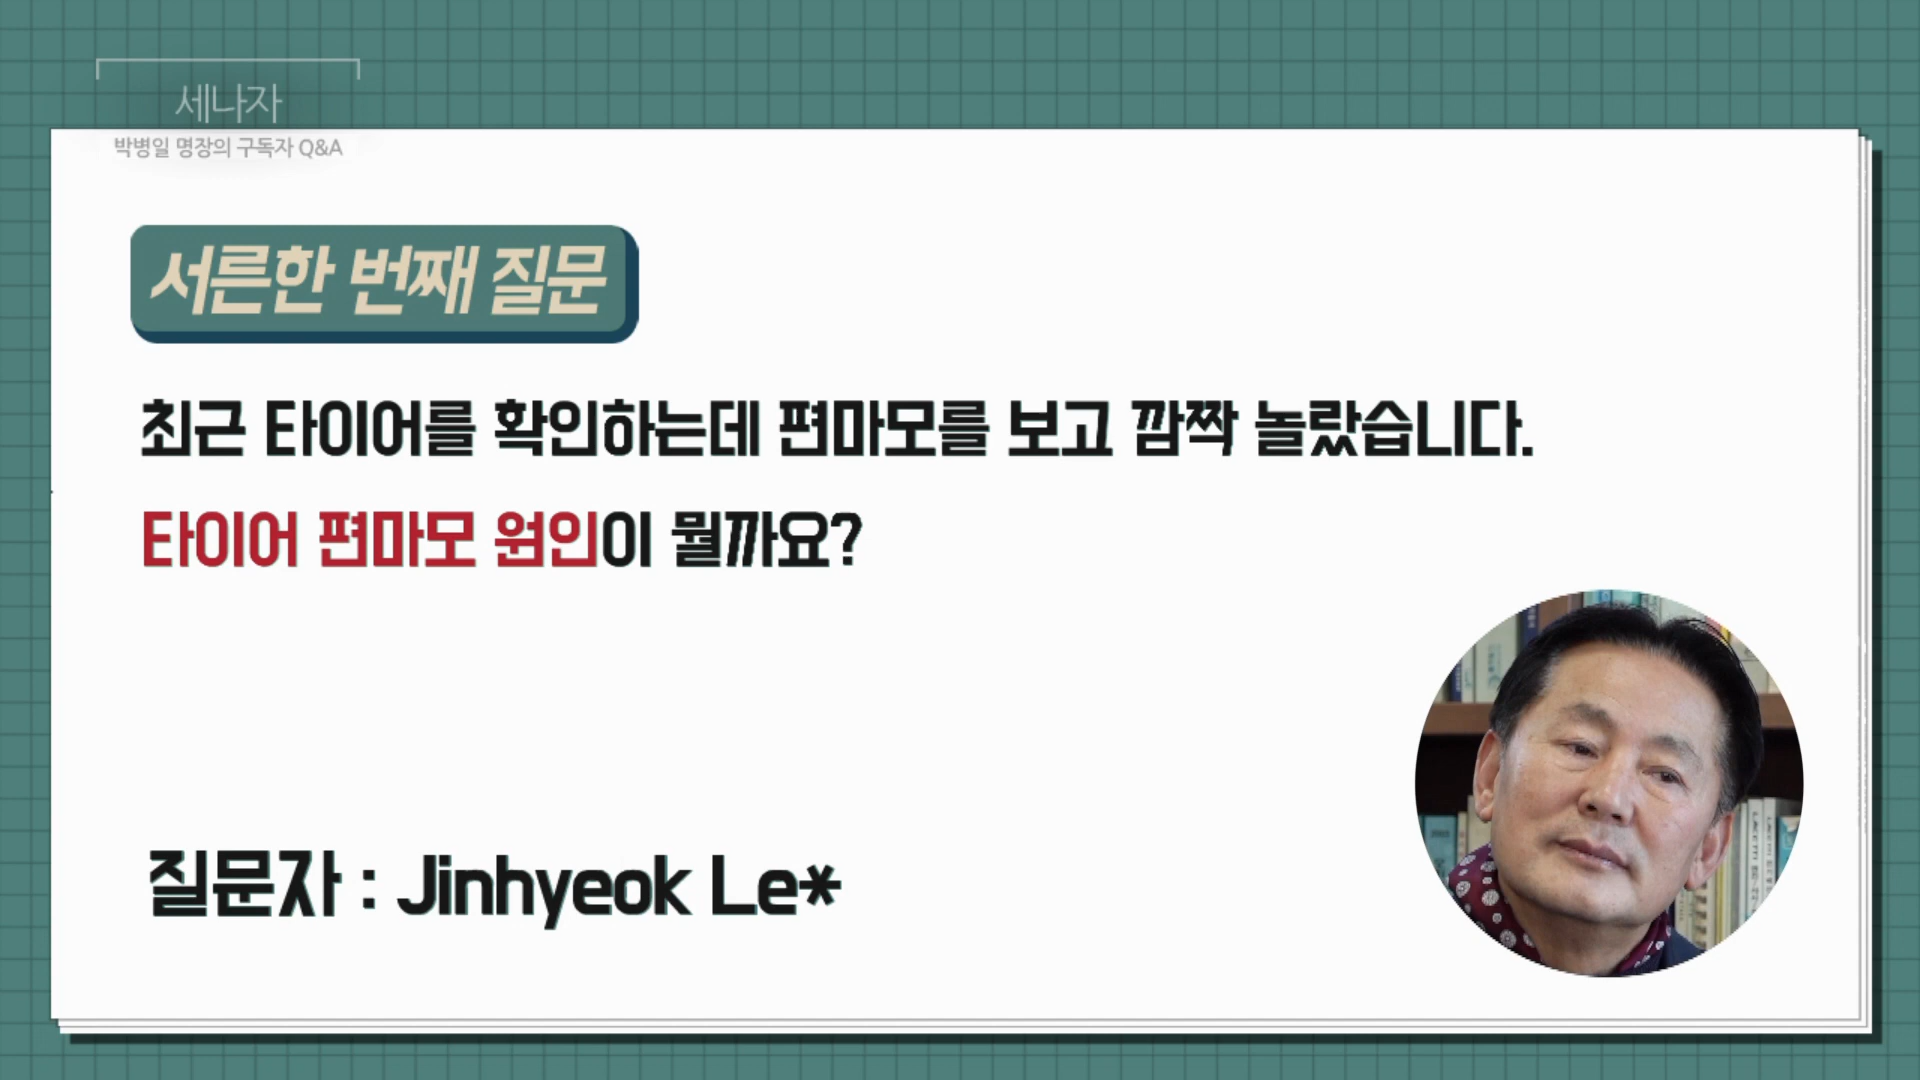 세나자
박병일 명장의 구독자 Q&A
서른한 번째 질문
최근 타이어를 확인하는데 편마모를 보고 깜짝 놀랐습니다.
타이어 편마모 원인이 뭘까요?
질문자 : Jinhyeok Le*